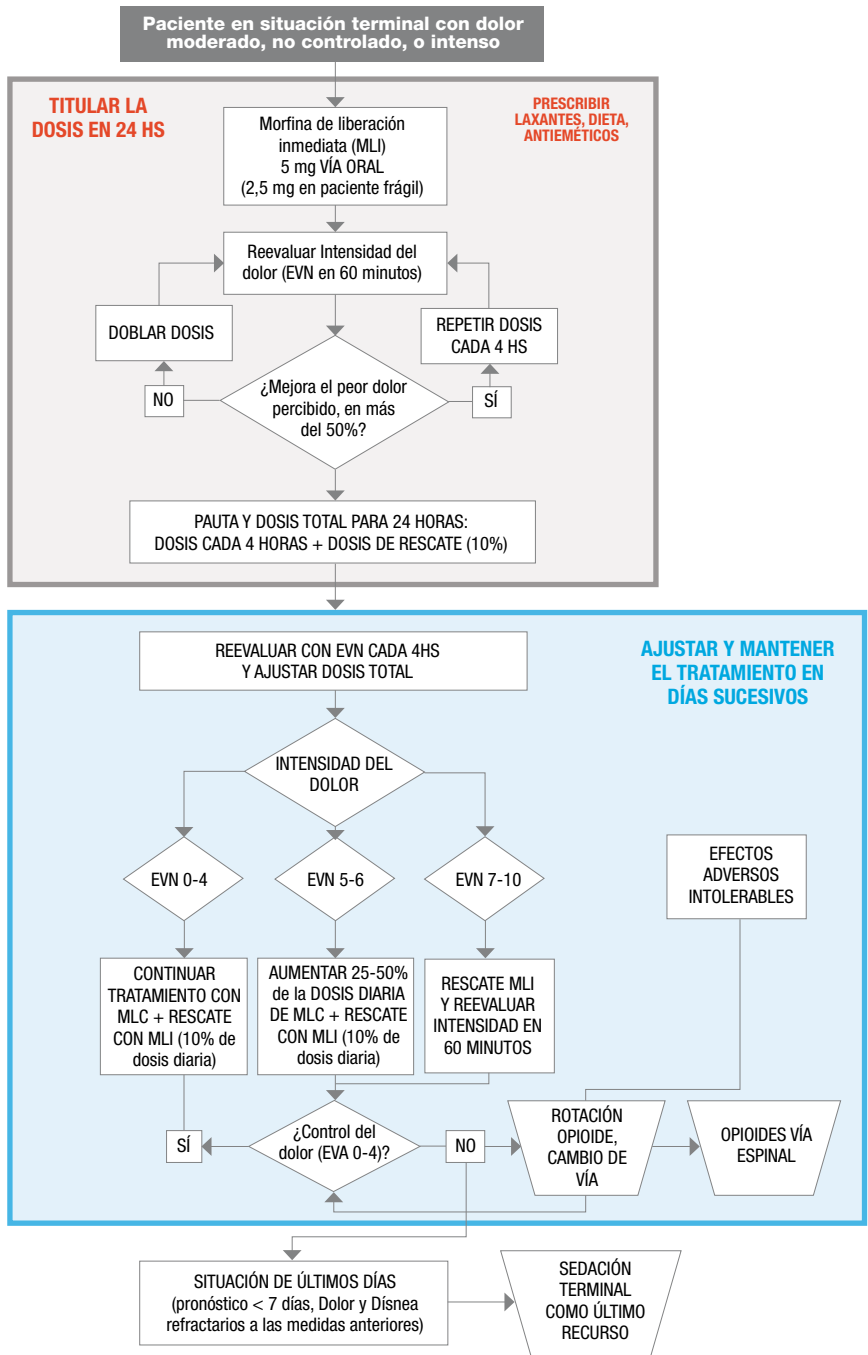 Paciente en situación terminal con dolor
moderado, no controlado, o intenso
TITULAR LA
DOSIS EN 24 HS
PRESCRIBIR
LAXANTES, DIETA,
ANTIEMÉTICOS
Morfina de liberación
inmediata (MLI)
5 mg VÍA ORAL
(2,5 mg en paciente frágil)
Reevaluar Intensidad del
dolor (EVN en 60 minutos)
DOBLAR DOSIS
REPETIR DOSIS
CADA 4 HS
NO
¿Mejora el peor dolor
percibido, en más
del 50%?
SÍ
PAUTA Y DOSIS TOTAL PARA 24 HORAS:
DOSIS CADA 4 HORAS + DOSIS DE RESCATE (10%)
REEVALUAR CON EVN CADA 4HS
Y AJUSTAR DOSIS TOTAL
AJUSTAR Y MANTENER
EL TRATAMIENTO EN
DÍAS SUCESIVOS
INTENSIDAD DEL
DOLOR
EVN 0-4
EVN 5-6
EVN 7-10
EFECTOS
ADVERSOS
INTOLERABLES
CONTINUAR
TRATAMIENTO CON
MLC + RESCATE
CON MLI (10% de
dosis diaria)
AUMENTAR 25-50%
de la DOSIS DIARIA
DE MLC + RESCATE
CON MLI (10% de
dosis diaria)
RESCATE MLI
Y REEVALUAR
INTENSIDAD EN
60 MINUTOS
SÍ
¿Control del
dolor (EVA 0-4)?
NO
ROTACIÓN
OPIOIDE,
CAMBIO DE
VÍA
OPIOIDES VÍA
ESPINAL
SITUACIÓN DE ÚLTIMOS DÍAS
(pronóstico < 7 días, Dolor y Dísnea
refractarios a las medidas anteriores)
SEDACIÓN
TERMINAL
COMO ÚLTIMO
RECURSO